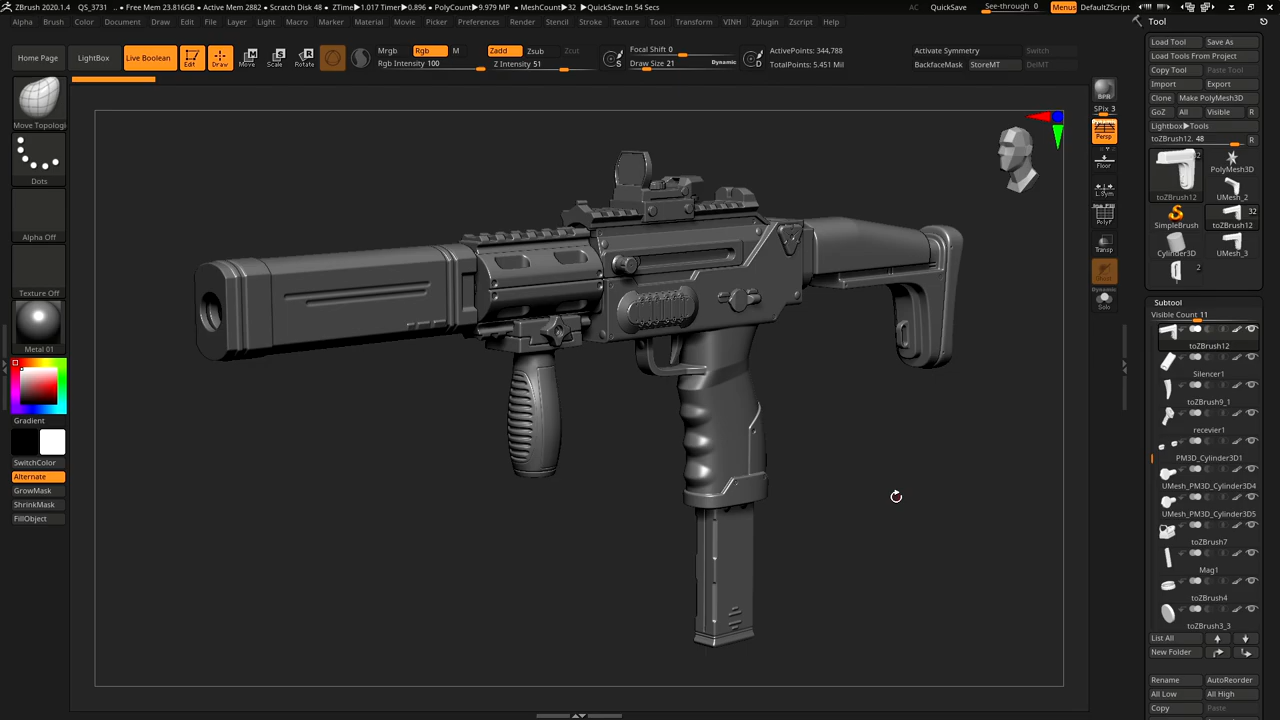 ZBrush 2020.1.4 QS_3731 .. • Free Mem 23.816GB • Active Mem 2882 • Scratch Disk 48 • ZTime▶1.017 Timer▶0.896 • PolyCount▶9.979 MP • MeshCount▶32 ▶QuickSave In 54 Secs AC QuickSave See-through 0 Menus DefaultZScript
Alpha Brush Color Document Draw Edit File Layer Light Macro Marker Material Movie Picker Preferences Render Stencil Stroke Texture Tool Transform VINH Zplugin Zscript Help
Home Page LightBox Live Boolean Edit Draw Move Scale Rotate
Mrgb Rgb M
Rgb Intensity 100
Zadd Zsub Zcut
Z Intensity 51
Focal Shift 0
Draw Size 21 Dynamic
ActivePoints: 344,788
TotalPoints: 5.451 Mil
Activate Symmetry Switch
BackfaceMask StoreMT DelMT
Move Topologi
Dots
Alpha Off
Texture Off
Metal 01
Gradient
SwitchColor
Alternate
GrowMask
ShrinkMask
FillObject
S
D
BPR
SPix 3
Dynamic
Persp
Floor
L.Sym
PolyF
Transp
Ghost
Dynamic
Solo
Tool
Load Tool Save As
Load Tools From Project
Copy Tool Paste Tool
Import Export
Clone Make PolyMesh3D
GoZ All Visible R
Lightbox▶Tools
toZBrush12. 48 R
toZBrush12
PolyMesh3D
UMesh_2
SimpleBrush
32
toZBrush12
Cylinder3D
UMesh_3
2
Subtool
Visible Count 11
toZBrush12
Silencer1
toZBrush9_1
recevier1
PM3D_Cylinder3D1
UMesh_PM3D_Cylinder3D4
UMesh_PM3D_Cylinder3D5
toZBrush7
Mag1
toZBrush4
toZBrush3_3
List All
New Folder
Rename AutoReorder
All Low All High
Copy Paste